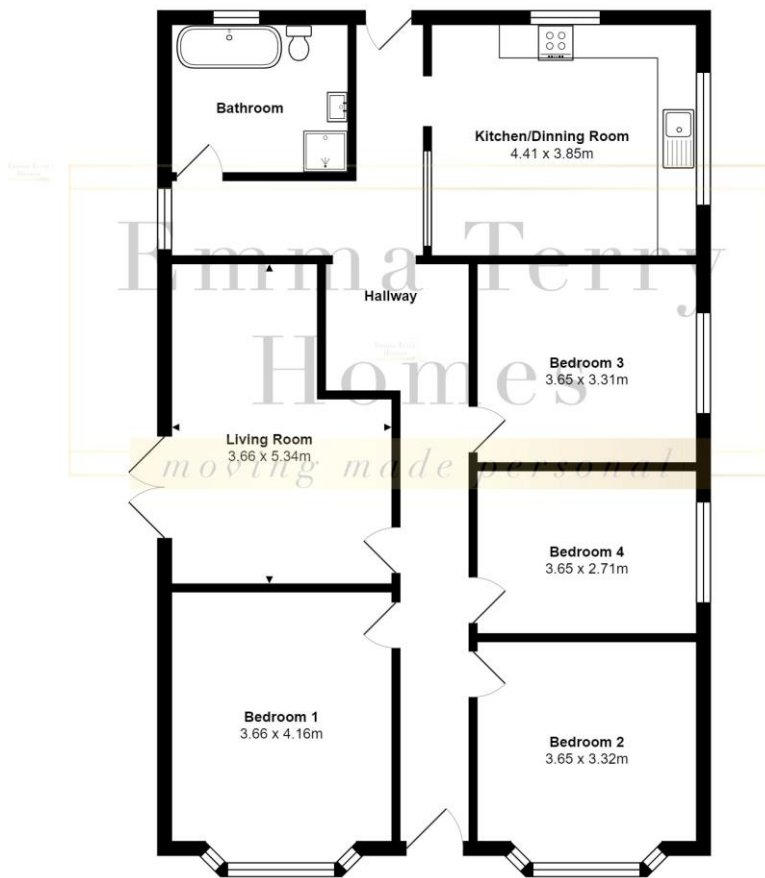 Bathroom
Kitchen/Dinning Room
4.41 x 3.85m
Emma Terry
Hallway
Homes
Bedroom 3
3.65 x 3.31m
Living Room
3.66 x 5.34m
moving made personal
Bedroom 4
3.65 x 2.71m
Bedroom 1
3.66 x 4.16m
Bedroom 2
3.65 x 3.32m